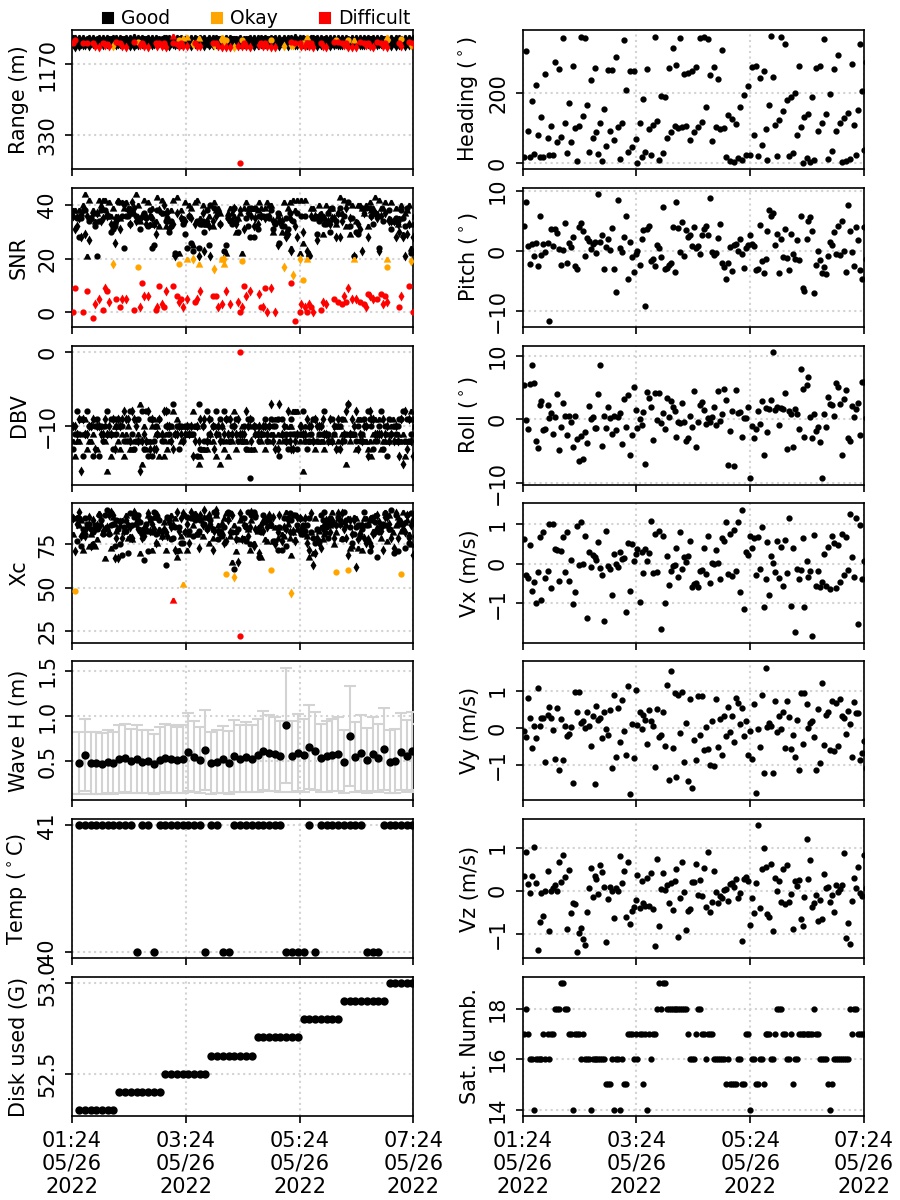 Good Okay Difficult
Range (m)
1170
330
Heading (°)
200
0
SNR
40
20
0
Pitch (°)
10
0
−10
DBV
0
−10
Roll (°)
10
0
−10
Xc
75
50
25
Vx (m/s)
1
0
−1
Wave H (m)
1.5
1.0
0.5
Vy (m/s)
1
0
−1
Temp (°C)
41
40
Vz (m/s)
1
0
−1
Disk used (G)
53.0
52.5
Sat. Numb.
18
16
14
01:24 03:24 05:24 07:24 01:24 03:24 05:24 07:24
05/26 05/26 05/26 05/26 05/26 05/26 05/26 05/26
2022 2022 2022 2022 2022 2022 2022 2022